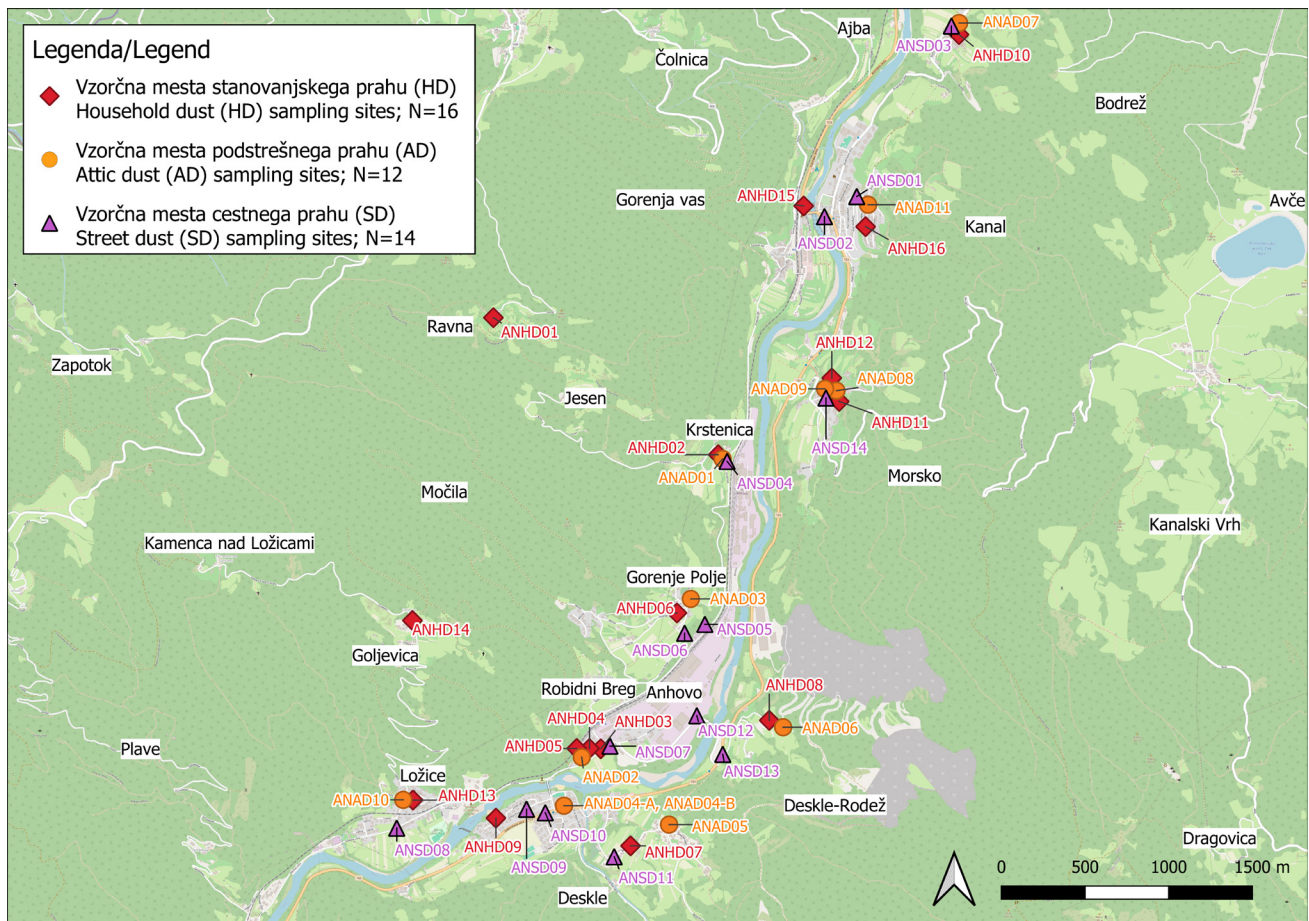 Legenda/Legend
Vzorčna mesta stanovanjskega prahu (HD)
Household dust (HD) sampling sites; N=16
Vzorčna mesta podstrešnega prahu (AD)
Attic dust (AD) sampling sites; N=12
Vzorčna mesta cestnega prahu (SD)
Street dust (SD) sampling sites; N=14
Ajba
ANAD07
ANSD03
ANHD10
Čolnica
Bodrež
ANSD01
ANHD15
ANAD11
Gorenja vas
Avče
Kanal
ANSD02
ANHD16
Ravna
ANHD01
Zapotok
ANHD12
ANAD09
ANAD08
Jesen
ANHD11
Krstenica
ANHD02
ANSD14
ANAD01
ANSD04
Morsko
Močila
Kanalski Vrh
Kamenca nad Ložicami
Gorenje Polje
ANAD03
ANHD06
ANHD14
ANSD05
ANSD06
Goljevica
ANHD08
Robidni Breg
Anhovo
ANHD04
ANHD03
ANSD12
ANAD06
ANHD05
ANSD07
Plave
ANSD13
ANAD02
Ložice
ANAD10
ANHD13
ANAD04-A, ANAD04-B
Deskle-Rodež
ANAD05
ANSD10
Dragovica
ANSD08
ANHD09
ANHD07
ANSD09
ANSD11
Deskle
0 500 1000 1500 m